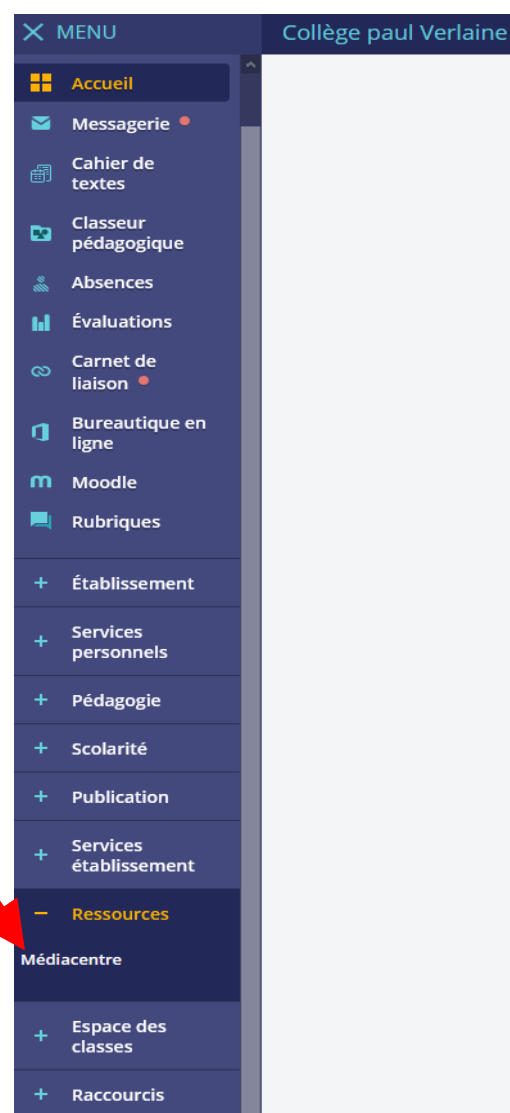 MENU
Collège paul Verlaine
Accueil
Messagerie
Cahier de
textes
Classeur
pédagogique
Absences
Évaluations
Carnet de
liaison
Bureautique en
ligne
Moodle
Rubriques
+ Établissement
+ Services
personnels
+ Pédagogie
+ Scolarité
+ Publication
+ Services
établissement
− Ressources
Médiacentre
+ Espace des
classes
+ Raccourcis